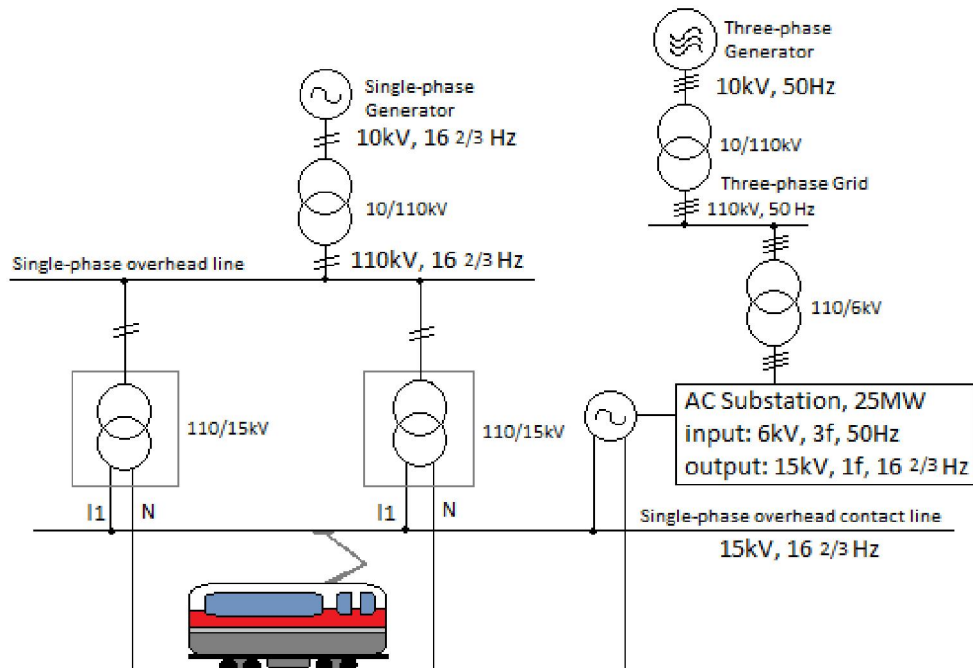 Three-phase
Generator
10kV, 50Hz
10/110kV
Three-phase Grid
110kV, 50 Hz
110/6kV
Single-phase
Generator
10kV, 16 2/3 Hz
10/110kV
110kV, 16 2/3 Hz
Single-phase overhead line
110/15kV
110/15kV
AC Substation, 25MW
input: 6kV, 3f, 50Hz
output: 15kV, 1f, 16 2/3 Hz
l1 N
l1 N
Single-phase overhead contact line
15kV, 16 2/3 Hz